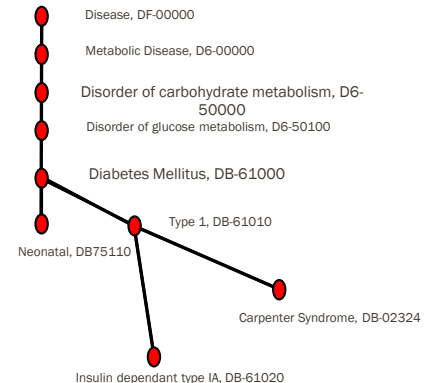 Disease, DF-00000
Metabolic Disease, D6-00000
Disorder of carbohydrate metabolism, D6-
50000
Disorder of glucose metabolism, D6-50100
Diabetes Mellitus, DB-61000
Type 1, DB-61010
Neonatal, DB75110
Carpenter Syndrome, DB-02324
Insulin dependant type IA, DB-61020